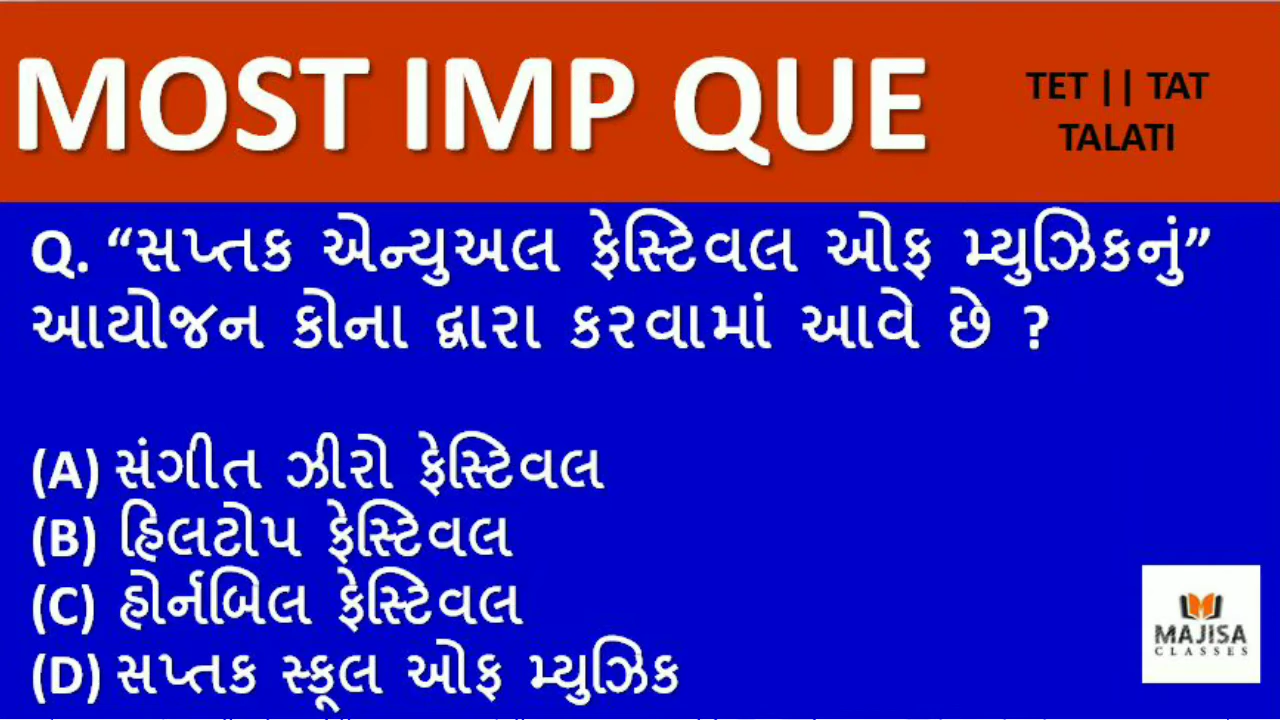 MOST IMP QUE
TET || TAT
TALATI
Q. “સપ્તક એન્યુઅલ ફેસ્ટિવલ ઓફ મ્યુઝિકનું”
આયોજન કોના દ્વારા કરવામાં આવે છે ?
(A) સંગીત ઝીરો ફેસ્ટિવલ
(B) હિલટોપ ફેસ્ટિવલ
(C) હોર્નબિલ ફેસ્ટિવલ
(D) સપ્તક સ્કૂલ ઓફ મ્યુઝિક
MAJISA
CLASSES